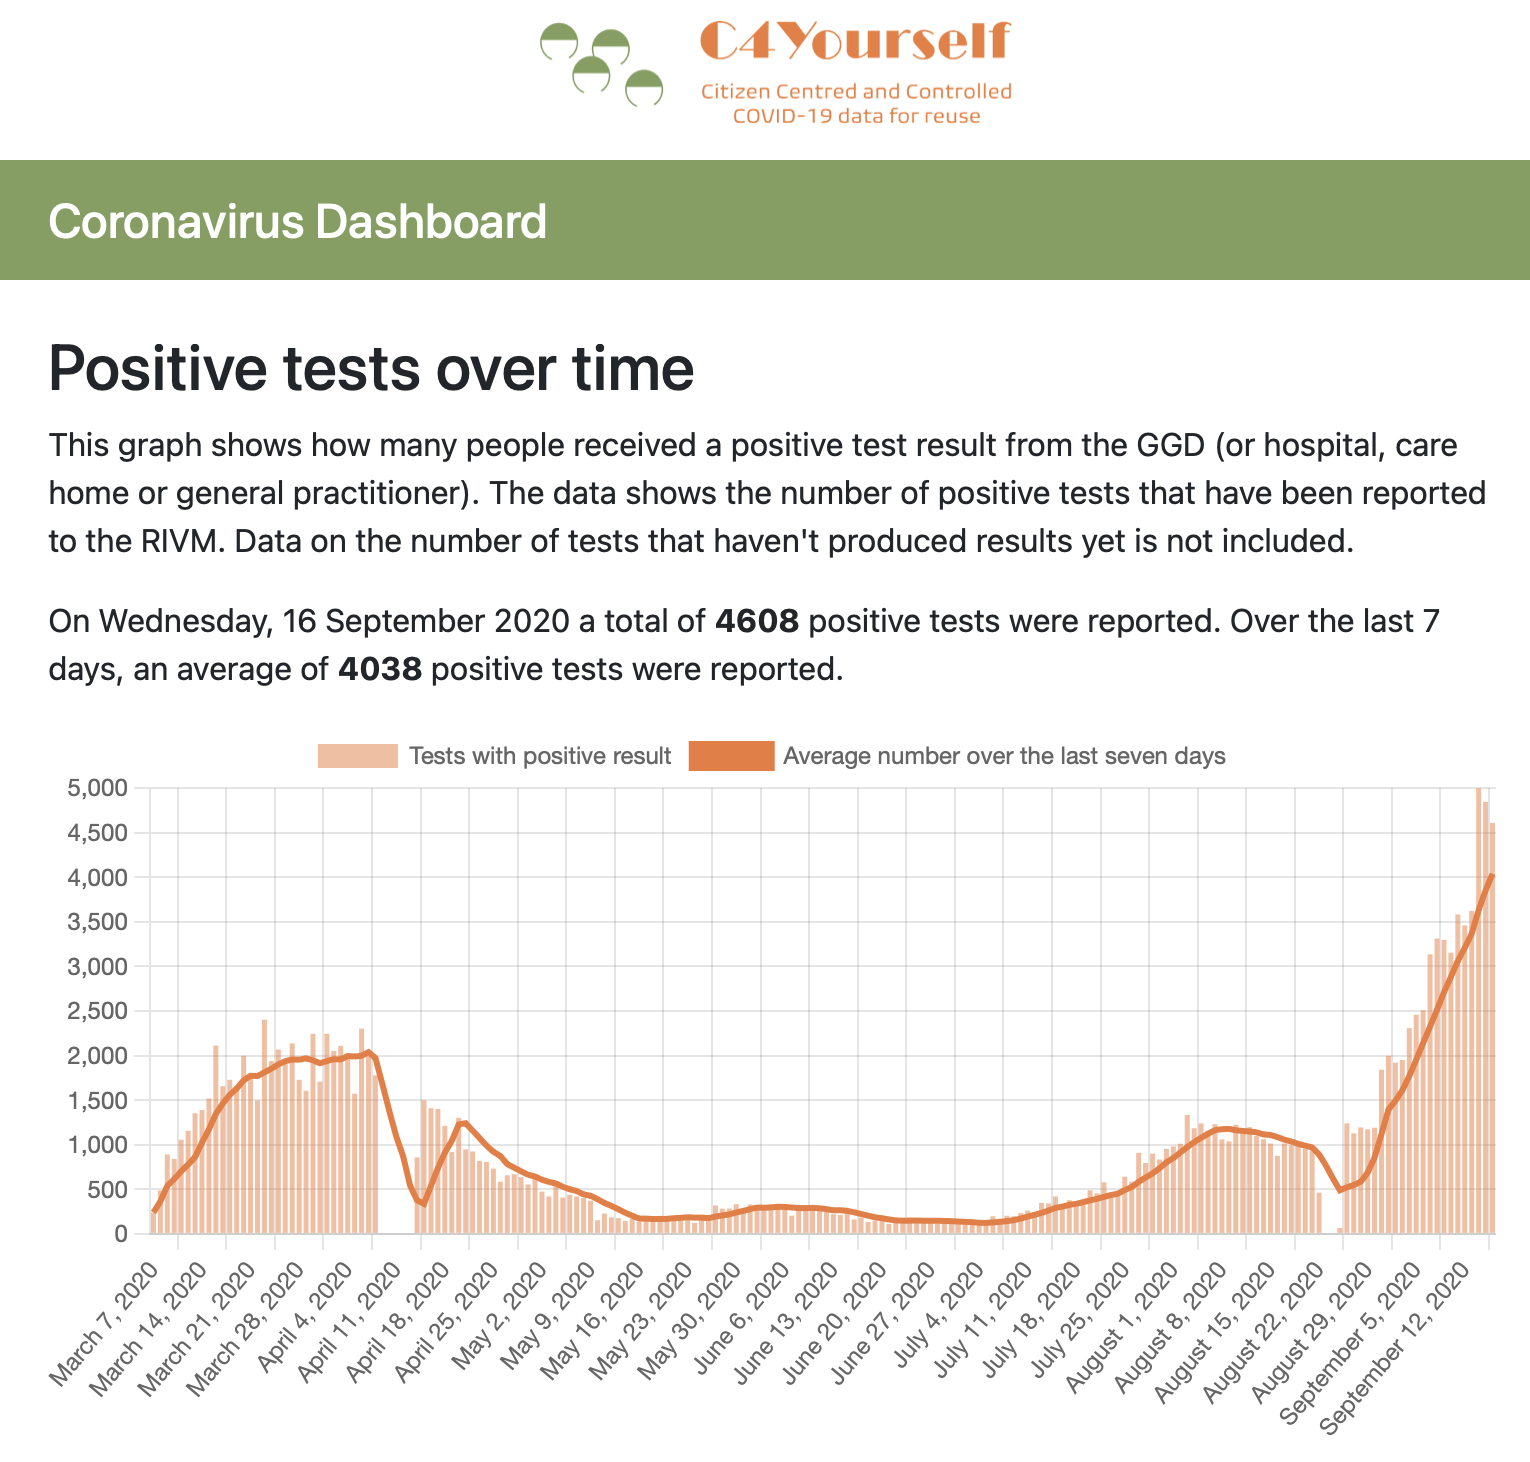 C4Yourself
Citizen Centred and Controlled
COVID-19 data for reuse
Coronavirus Dashboard
Positive tests over time
This graph shows how many people received a positive test result from the GGD (or hospital, care
home or general practitioner). The data shows the number of positive tests that have been reported
to the RIVM. Data on the number of tests that haven't produced results yet is not included.
On Wednesday, 16 September 2020 a total of 4608 positive tests were reported. Over the last 7
days, an average of 4038 positive tests were reported.
Tests with positive result
Average number over the last seven days
5,000
4,500
4,000
3,500
3,000
2,500
2,000
1,500
1,000
500
0
March 7, 2020
March 14, 2020
March 21, 2020
March 28, 2020
April 4, 2020
April 11, 2020
April 18, 2020
April 25, 2020
May 2, 2020
May 9, 2020
May 16, 2020
May 23, 2020
May 30, 2020
June 6, 2020
June 13, 2020
June 20, 2020
June 27, 2020
July 4, 2020
July 11, 2020
July 18, 2020
July 25, 2020
August 1, 2020
August 8, 2020
August 15, 2020
August 22, 2020
August 29, 2020
September 5, 2020
September 12, 2020